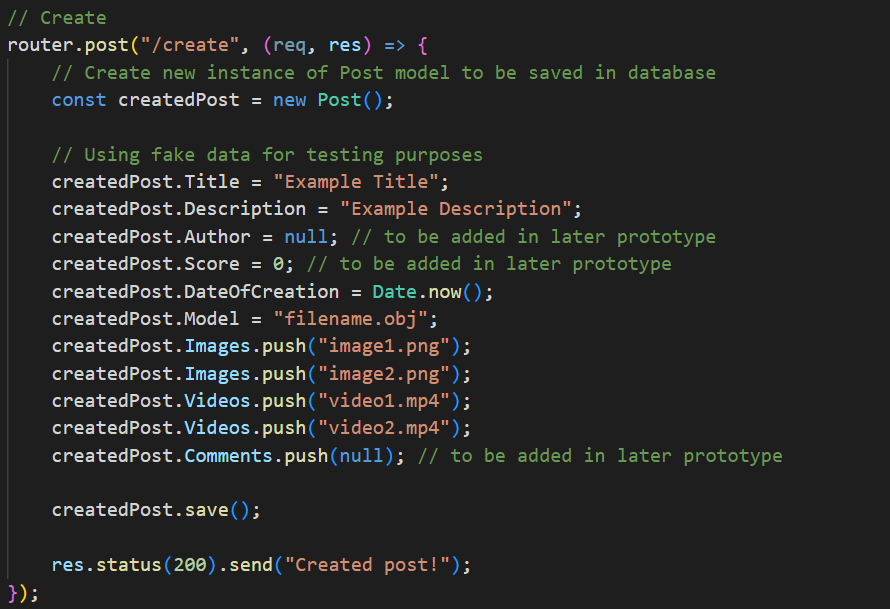 // Create
router.post("/create", (req, res) => {
    // Create new instance of Post model to be saved in database
    const createdPost = new Post();

    // Using fake data for testing purposes
    createdPost.Title = "Example Title";
    createdPost.Description = "Example Description";
    createdPost.Author = null; // to be added in later prototype
    createdPost.Score = 0; // to be added in later prototype
    createdPost.DateOfCreation = Date.now();
    createdPost.Model = "filename.obj";
    createdPost.Images.push("image1.png");
    createdPost.Images.push("image2.png");
    createdPost.Videos.push("video1.mp4");
    createdPost.Videos.push("video2.mp4");
    createdPost.Comments.push(null); // to be added in later prototype

    createdPost.save();

    res.status(200).send("Created post!");
});